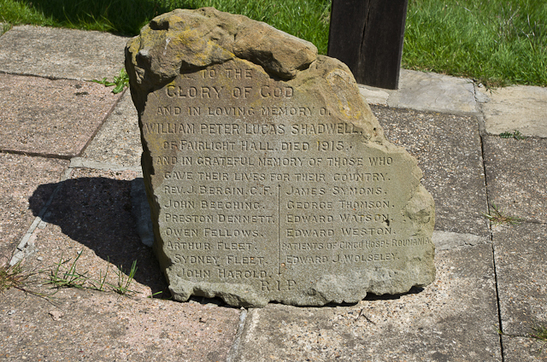 TO THE
GLORY OF GOD
AND IN LOVING MEMORY O
WILLIAM PETER LUCAS SHADWELL.
OF FAIRLIGHT HALL. DIED 1915.
AND IN GRATEFUL MEMORY OF THOSE WHO
GAVE THEIR LIVES FOR THEIR COUNTRY.
REV. J. BERGIN. C.F. JAMES SYMONS.
JOHN BEECHING. GEORGE THOMSON.
PRESTON DENNETT. EDWARD WATSON.
OWEN FELLOWS. EDWARD WESTON.
ARTHUR FLEET. PATIENTS OF HOSPL
SYDNEY FLEET. EDWARD J. WOLSELEY.
JOHN HAROLD.
R.I.P.